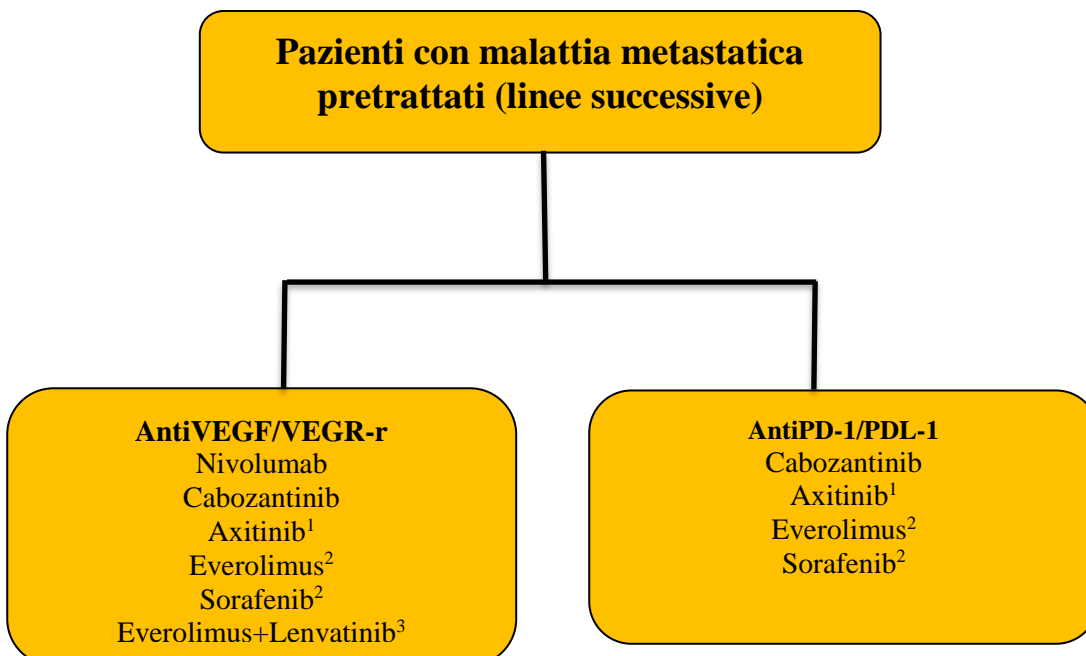 Pazienti con malattia metastatica
pretrattati (linee successive)
AntiVEGF/VEGR-r
Nivolumab
Cabozantinib
Axitinib¹
Everolimus²
Sorafenib²
Everolimus+Lenvatinib³
AntiPD-1/PDL-1
Cabozantinib
Axitinib¹
Everolimus²
Sorafenib²